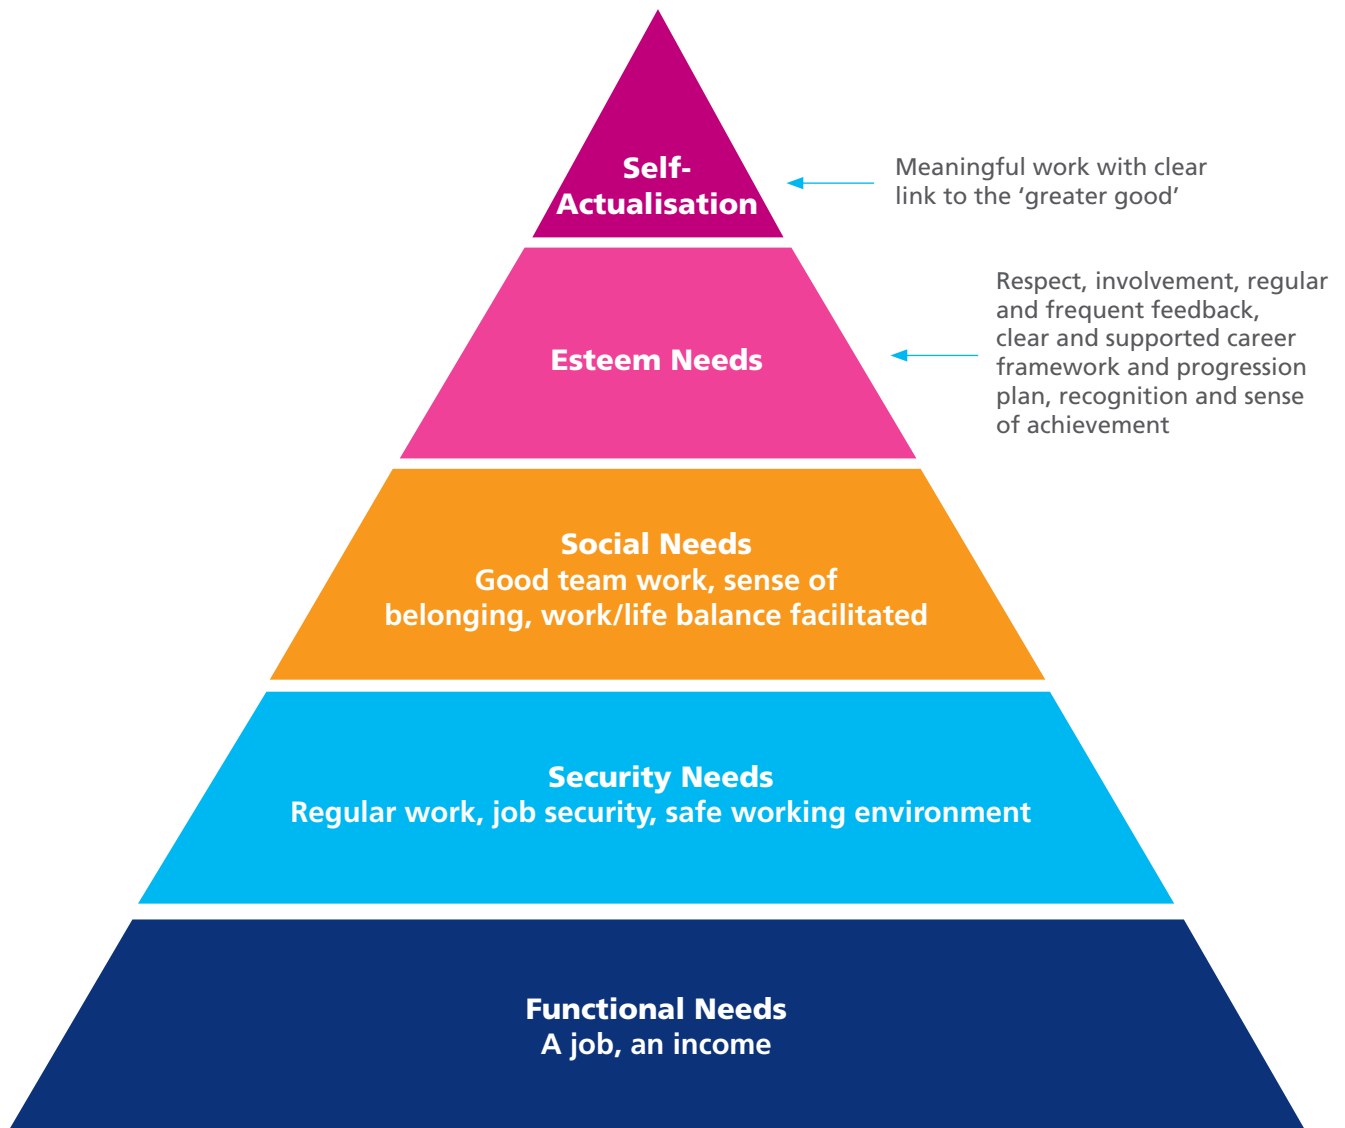 Self-
Actualisation
Meaningful work with clear
link to the ‘greater good’
Esteem Needs
Respect, involvement, regular
and frequent feedback,
clear and supported career
framework and progression
plan, recognition and sense
of achievement
Social Needs
Good team work, sense of
belonging, work/life balance facilitated
Security Needs
Regular work, job security, safe working environment
Functional Needs
A job, an income